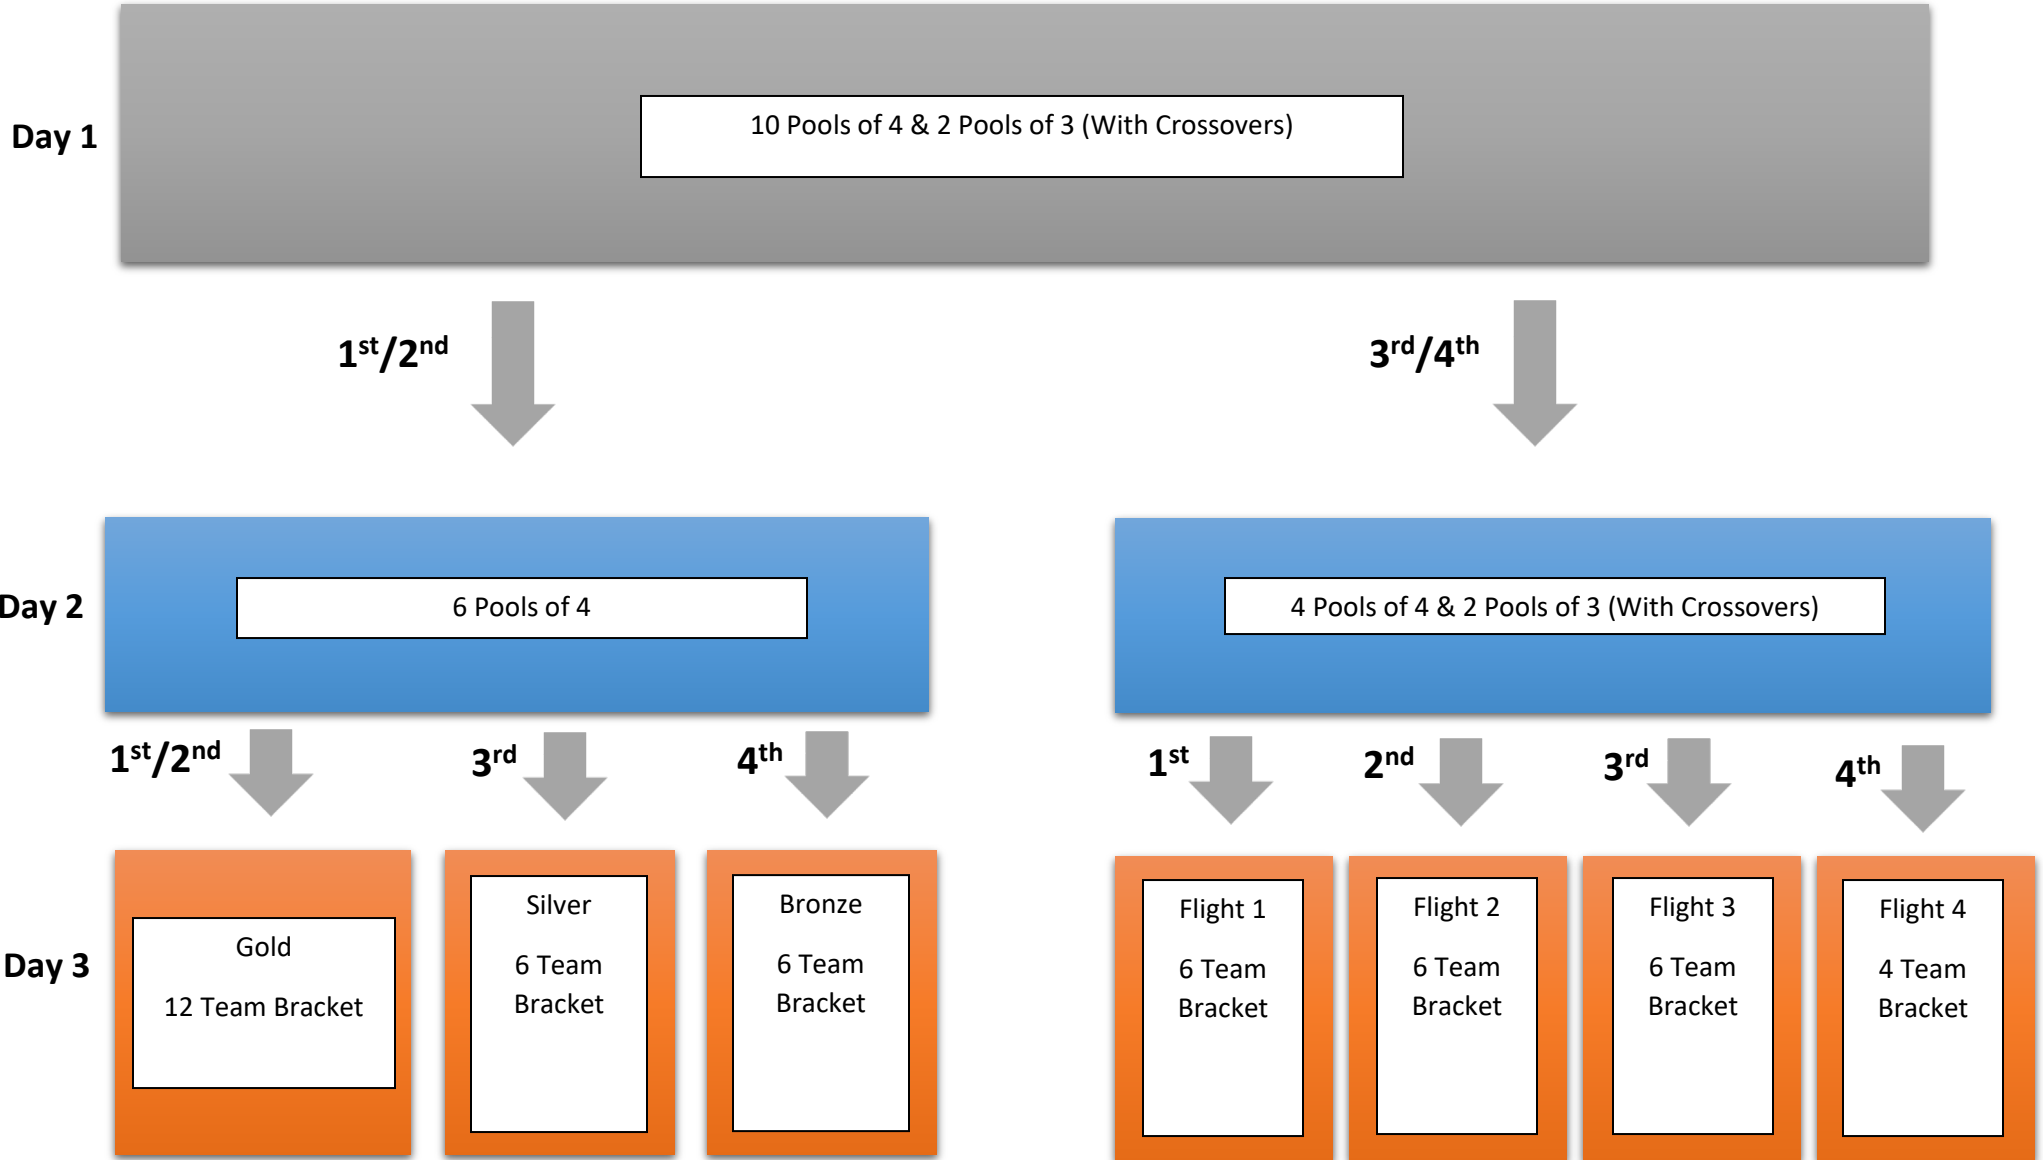 Day 1
10 Pools of 4 & 2 Pools of 3 (With Crossovers)
1st/2nd
3rd/4th
Day 2
6 Pools of 4
4 Pools of 4 & 2 Pools of 3 (With Crossovers)
1st/2nd
3rd
4th
1st
2nd
3rd
4th
Day 3
Gold
12 Team Bracket
Silver
6 Team
Bracket
Bronze
6 Team
Bracket
Flight 1
6 Team
Bracket
Flight 2
6 Team
Bracket
Flight 3
6 Team
Bracket
Flight 4
4 Team
Bracket